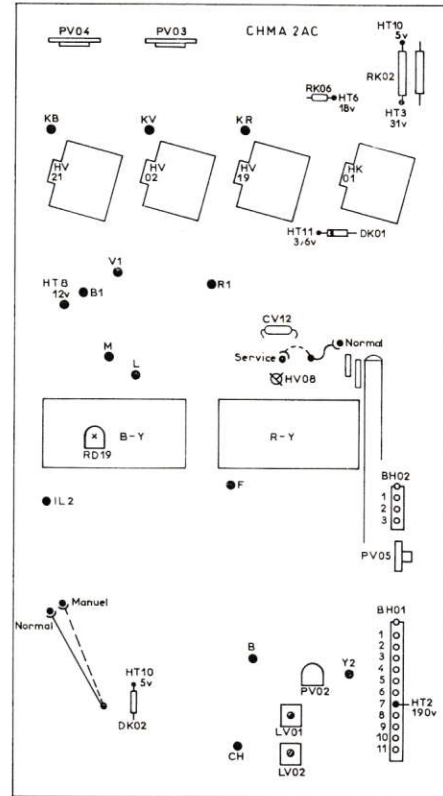 PV04 PV03 CHMA 2AC HT10
5v
RK02
RK06 HT6
18v
HT3
31v
KB KV KR
HV
21
HV
02
HV
19
HK
01
HT11 DK01
3,6v
V1
HT8
12v
B1
R1
CV12
Normal
Service
M
L
HV08
B-Y
RD19
R-Y
IL2
F
BH02
1
2
3
PV05
Manuel
Normal
BH01
1
2
3
4
5
6
7
8
9
10
11
HT2
190v
B
Y2
PV02
HT10
5v
DK02
LV01
CH
LV02